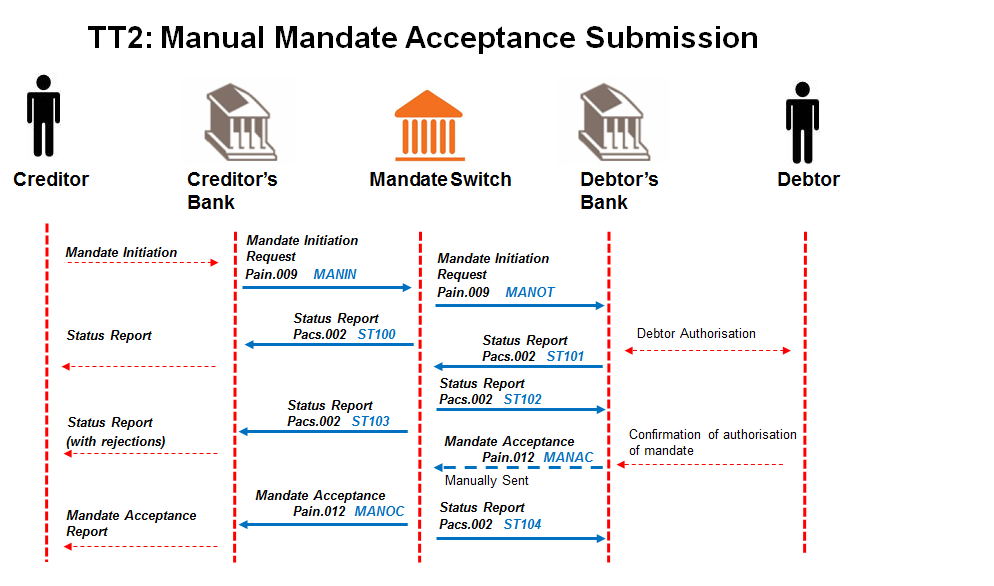 TT2: Manual Mandate Acceptance Submission
Creditor
Creditor's
Bank
Mandate Switch
Debtor's
Bank
Debtor
Mandate Initiation
Mandate Initiation
Request
Pain.009 MANIN
Mandate Initiation
Request
Pain.009 MANOT
Status Report
Status Report
Pacs.002 ST100
Status Report
Pacs.002 ST101
Debtor Authorisation
Status Report
Pacs.002 ST102
Status Report
(with rejections)
Status Report
Pacs.002 ST103
Mandate Acceptance
Pain.012 MANAC
Manually Sent
Confirmation of authorisation
of mandate
Mandate Acceptance
Report
Mandate Acceptance
Pain.012 MANOC
Status Report
Pacs.002 ST104